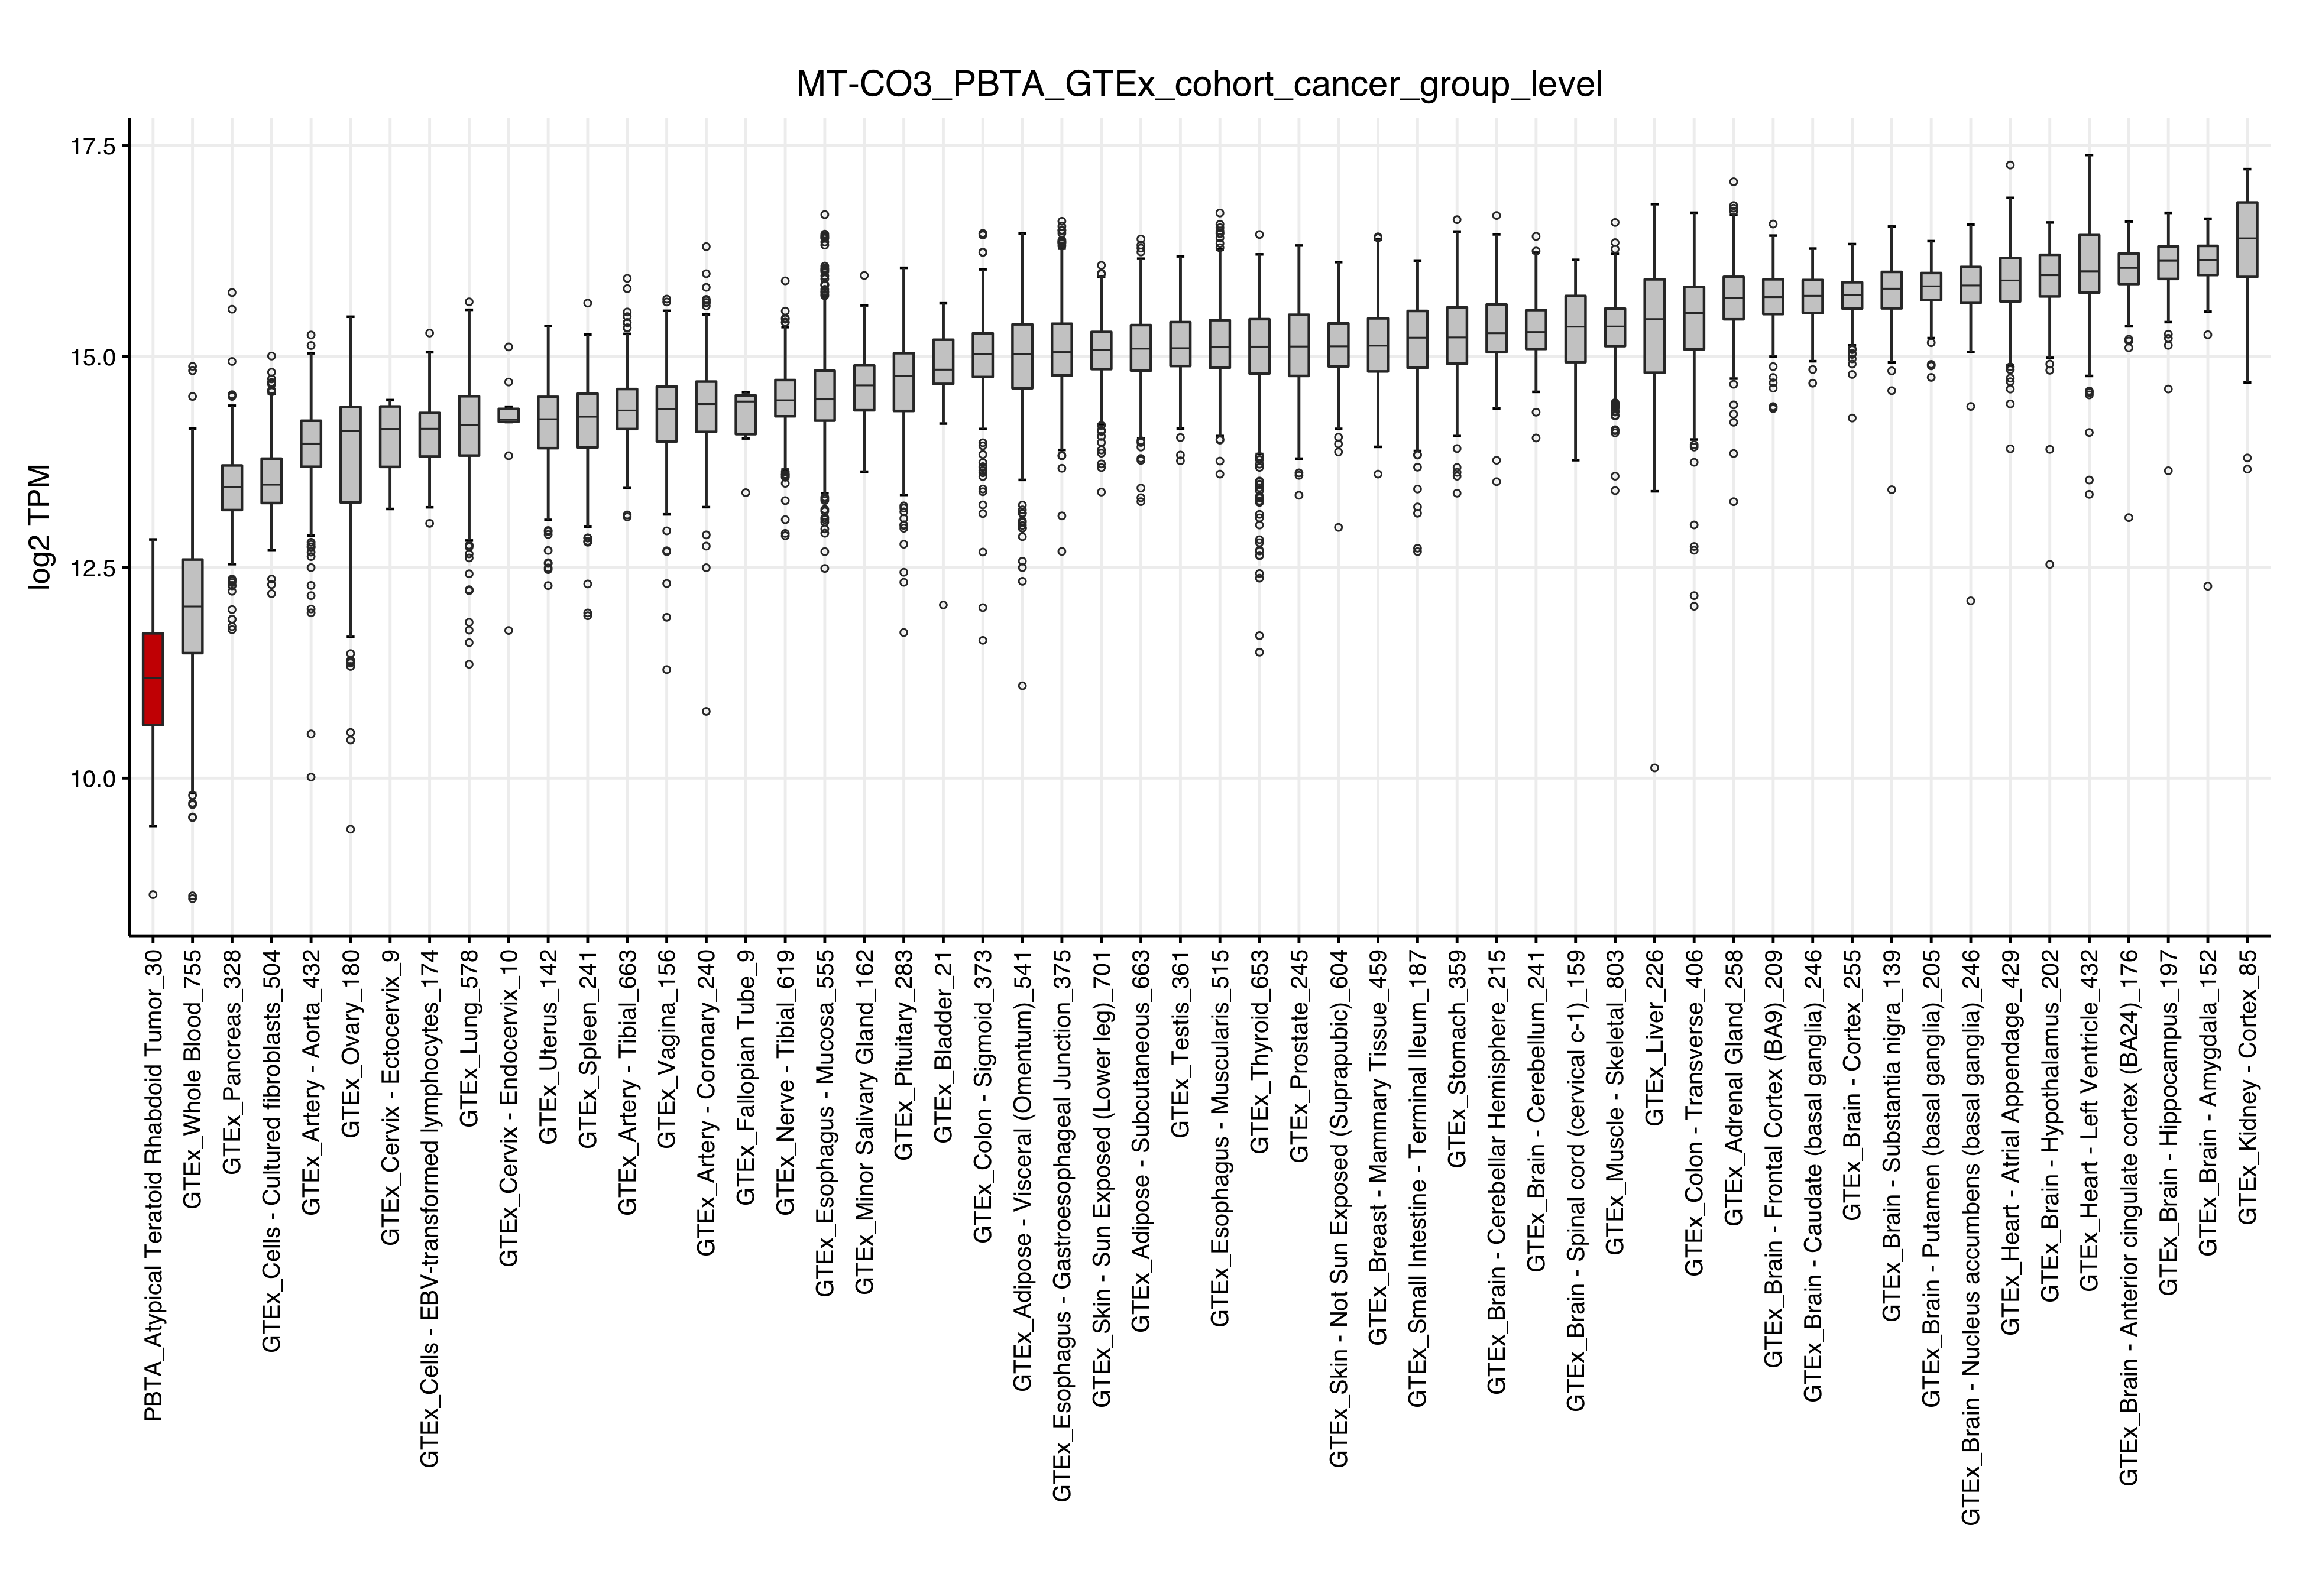 MT-CO3_PBTA_GTEx_cohort_cancer_group_level
log2 TPM
17.5
15.0
12.5
10.0
PBTA_Atypical Teratoid Rhabdoid Tumor_30
GTEx_Whole Blood_755
GTEx_Pancreas_328
GTEx_Cells - Cultured fibroblasts_504
GTEx_Artery - Aorta_432
GTEx_Ovary_180
GTEx_Cervix - Ectocervix_9
GTEx_Cells - EBV-transformed lymphocytes_174
GTEx_Lung_578
GTEx_Cervix - Endocervix_10
GTEx_Uterus_142
GTEx_Spleen_241
GTEx_Artery - Tibial_663
GTEx_Vagina_156
GTEx_Artery - Coronary_240
GTEx_Fallopian Tube_9
GTEx_Nerve - Tibial_619
GTEx_Esophagus - Mucosa_555
GTEx_Minor Salivary Gland_162
GTEx_Pituitary_283
GTEx_Bladder_21
GTEx_Colon - Sigmoid_373
GTEx_Adipose - Visceral (Omentum)_541
GTEx_Esophagus - Gastroesophageal Junction_375
GTEx_Skin - Sun Exposed (Lower leg)_701
GTEx_Adipose - Subcutaneous_663
GTEx_Testis_361
GTEx_Esophagus - Muscularis_515
GTEx_Thyroid_653
GTEx_Prostate_245
GTEx_Skin - Not Sun Exposed (Suprapubic)_604
GTEx_Breast - Mammary Tissue_459
GTEx_Small Intestine - Terminal Ileum_187
GTEx_Stomach_359
GTEx_Brain - Cerebellar Hemisphere_215
GTEx_Brain - Cerebellum_241
GTEx_Brain - Spinal cord (cervical c-1)_159
GTEx_Muscle - Skeletal_803
GTEx_Liver_226
GTEx_Colon - Transverse_406
GTEx_Adrenal Gland_258
GTEx_Brain - Frontal Cortex (BA9)_209
GTEx_Brain - Caudate (basal ganglia)_246
GTEx_Brain - Cortex_255
GTEx_Brain - Substantia nigra_139
GTEx_Brain - Putamen (basal ganglia)_205
GTEx_Brain - Nucleus accumbens (basal ganglia)_246
GTEx_Heart - Atrial Appendage_429
GTEx_Brain - Hypothalamus_202
GTEx_Heart - Left Ventricle_432
GTEx_Brain - Anterior cingulate cortex (BA24)_176
GTEx_Brain - Hippocampus_197
GTEx_Brain - Amygdala_152
GTEx_Kidney - Cortex_85